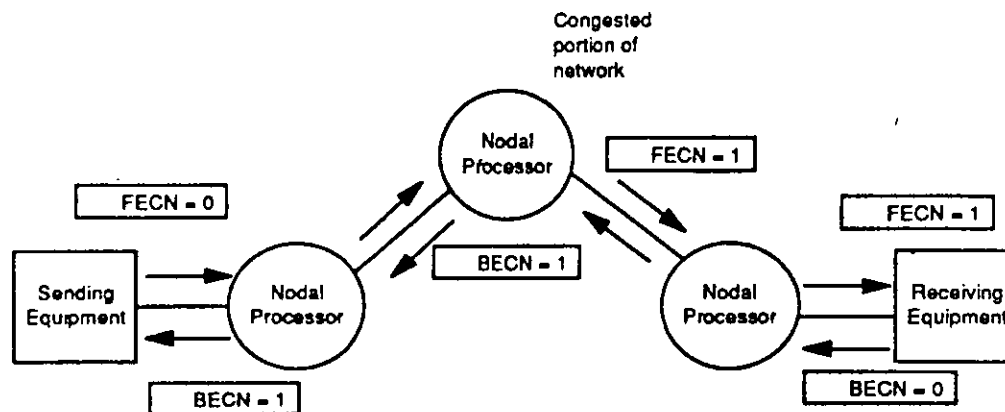 Congested
portion of
network
Nodal
Processor
FECN = 1
FECN = 0
FECN = 1
BECN = 1
Sending
Equipment
Nodal
Processor
Nodal
Processor
Receiving
Equipment
BECN = 1
BECN = 0